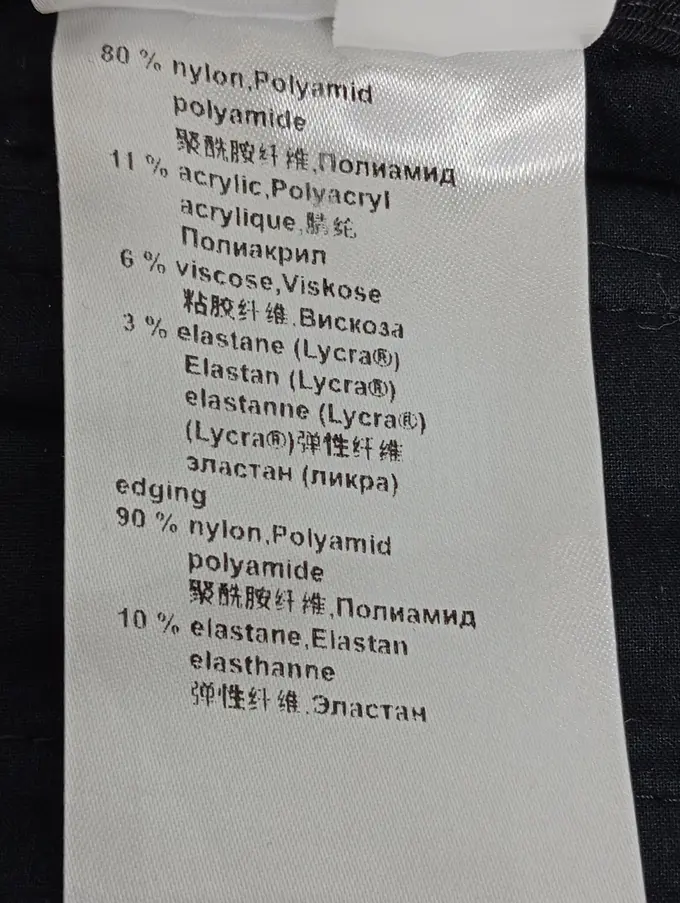 80 % nylon,Polyamid
polyamide
聚酰胺纤维,Полиамид
11 % acrylic,Polyacryl
acrylique,腈纶
Полиакрил
6 % viscose,Viskose
粘胶纤维,Вискоза
3 % elastane (Lycra®)
Elastan (Lycra®)
elastanne (Lycra®)
(Lycra®)弹性纤维
эластан (ликра)
edging
90 % nylon,Polyamid
polyamide
聚酰胺纤维,Полиамид
10 % elastane,Elastan
elasthanne
弹性纤维,Эластан